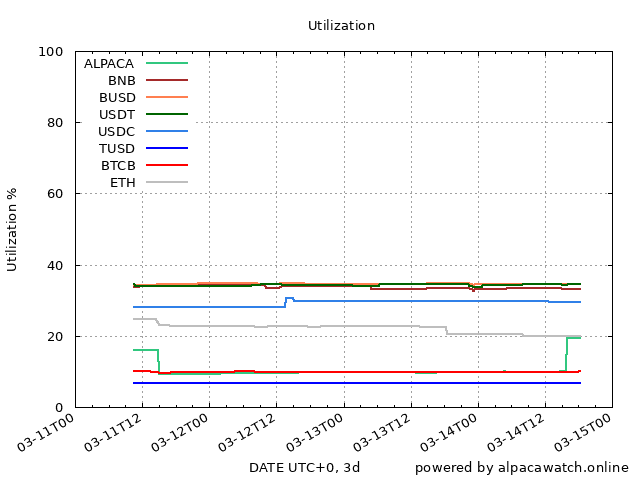 Utilization
100
80
60
40
20
0
Utilization %
ALPACA
BNB
BUSD
USDT
USDC
TUSD
BTCB
ETH
03-11T00
03-11T12
03-12T00
03-12T12
03-13T00
03-13T12
03-14T00
03-14T12
03-15T00
DATE UTC+0, 3d
powered by alpacawatch.online